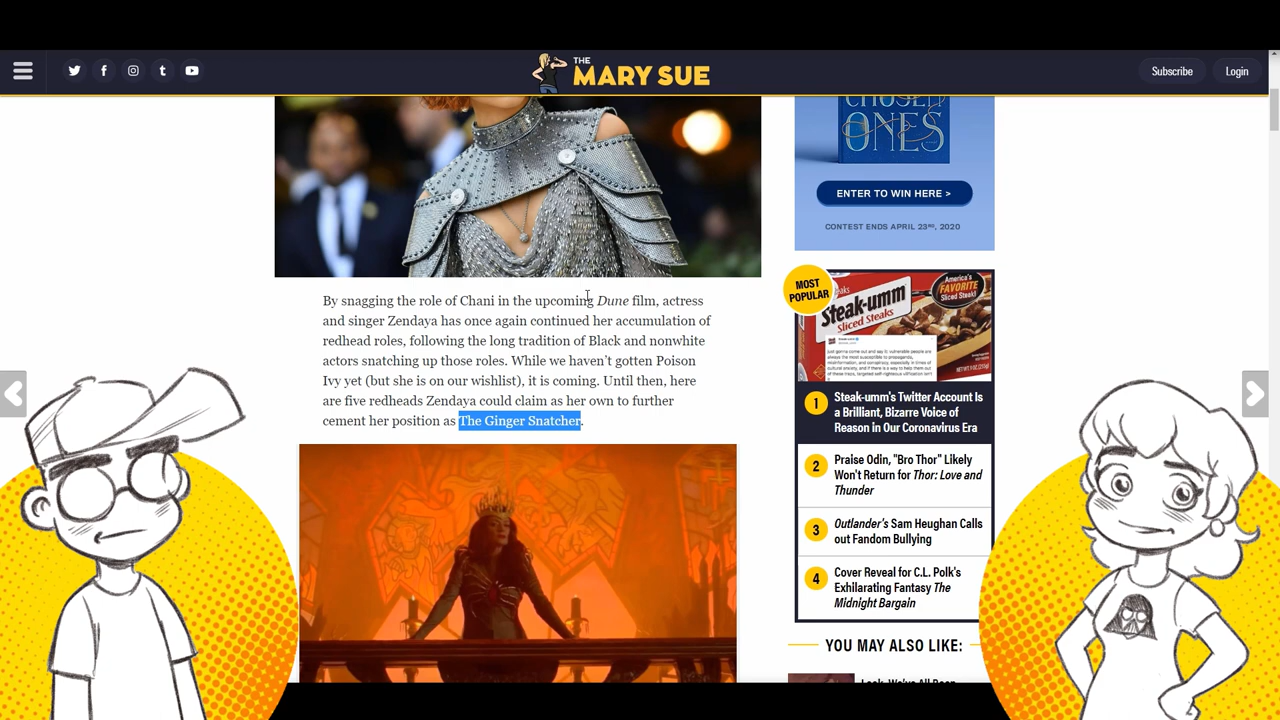 THE
MARY SUE
Subscribe
Login
By snagging the role of Chani in the upcoming Dune film, actress
and singer Zendaya has once again continued her accumulation of
redhead roles, following the long tradition of Black and nonwhite
actors snatching up those roles. While we haven't gotten Poison
Ivy yet (but she is on our wishlist), it is coming. Until then, here
are five redheads Zendaya could claim as her own to further
cement her position as The Ginger Snatcher.
CHOSEN
ONES
ENTER TO WIN HERE >
CONTEST ENDS APRIL 23RD, 2020
MOST
POPULAR
Steak-umm
Sliced Steaks
America's
FAVORITE
Sliced Steak!
1
Steak-umm's Twitter Account Is
a Brilliant, Bizarre Voice of
Reason in Our Coronavirus Era
2
Praise Odin, "Bro Thor" Likely
Won't Return for Thor: Love and
Thunder
3
Outlander's Sam Heughan Calls
out Fandom Bullying
4
Cover Reveal for C.L. Polk's
Exhilarating Fantasy The
Midnight Bargain
YOU MAY ALSO LIKE: